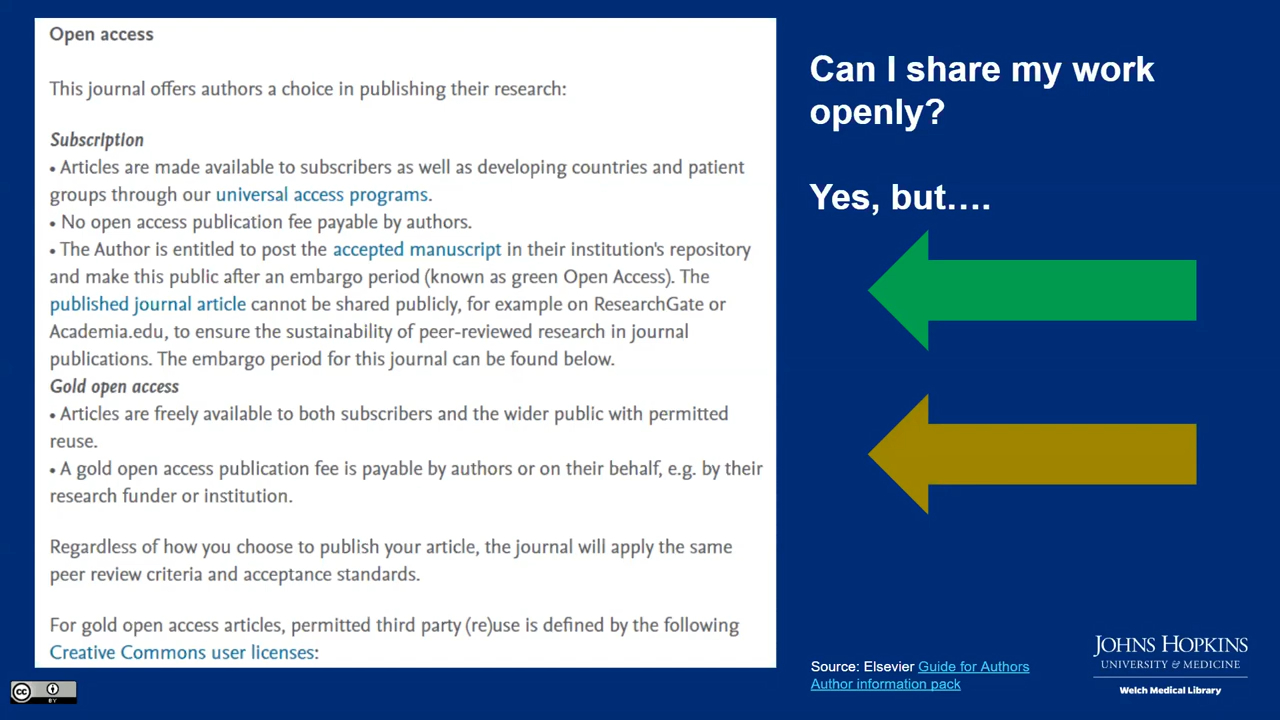 Open access
This journal offers authors a choice in publishing their research:
Subscription
• Articles are made available to subscribers as well as developing countries and patient
groups through our universal access programs.
• No open access publication fee payable by authors.
• The Author is entitled to post the accepted manuscript in their institution's repository
and make this public after an embargo period (known as green Open Access). The
published journal article cannot be shared publicly, for example on ResearchGate or
Academia.edu, to ensure the sustainability of peer-reviewed research in journal
publications. The embargo period for this journal can be found below.
Gold open access
• Articles are freely available to both subscribers and the wider public with permitted
reuse.
• A gold open access publication fee is payable by authors or on their behalf, e.g. by their
research funder or institution.
Regardless of how you choose to publish your article, the journal will apply the same
peer review criteria and acceptance standards.
For gold open access articles, permitted third party (re)use is defined by the following
Creative Commons user licenses:
Can I share my work
openly?
Yes, but….
Source: Elsevier Guide for Authors
Author information pack
JOHNS HOPKINS
UNIVERSITY & MEDICINE
Welch Medical Library
cc
BY